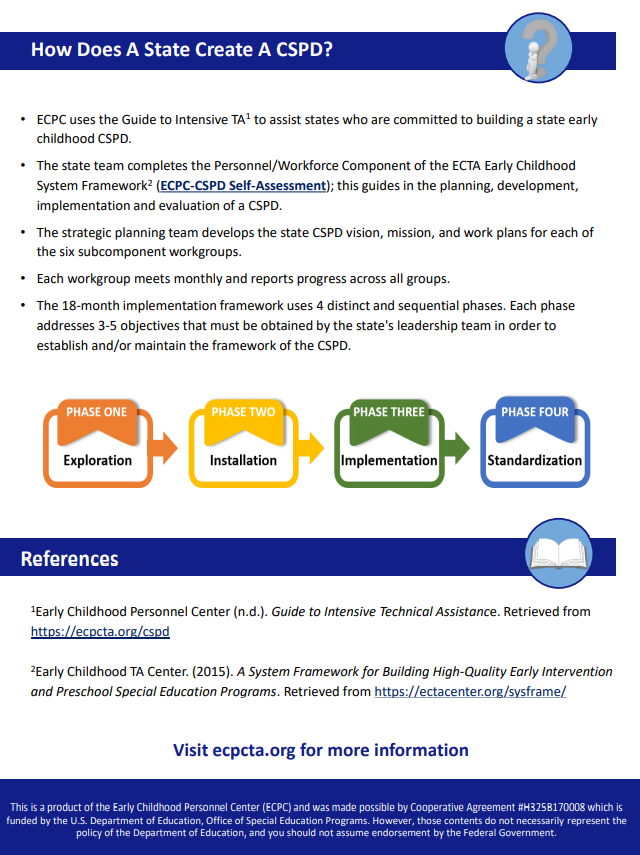 How Does A State Create A CSPD?
• ECPC uses the Guide to Intensive TA¹ to assist states who are committed to building a state early
childhood CSPD.
• The state team completes the Personnel/Workforce Component of the ECTA Early Childhood
System Framework² (ECPC-CSPD Self-Assessment); this guides in the planning, development,
implementation and evaluation of a CSPD.
• The strategic planning team develops the state CSPD vision, mission, and work plans for each of
the six subcomponent workgroups.
• Each workgroup meets monthly and reports progress across all groups.
• The 18-month implementation framework uses 4 distinct and sequential phases. Each phase
addresses 3-5 objectives that must be obtained by the state's leadership team in order to
establish and/or maintain the framework of the CSPD.
PHASE ONE
Exploration
PHASE TWO
Installation
PHASE THREE
Implementation
PHASE FOUR
Standardization
References
¹Early Childhood Personnel Center (n.d.). Guide to Intensive Technical Assistance. Retrieved from
https://ecpcta.org/cspd
²Early Childhood TA Center. (2015). A System Framework for Building High-Quality Early Intervention
and Preschool Special Education Programs. Retrieved from https://ectacenter.org/sysframe/
Visit ecpcta.org for more information
This is a product of the Early Childhood Personnel Center (ECPC) and was made possible by Cooperative Agreement #H325B170008 which is
funded by the U.S. Department of Education, Office of Special Education Programs. However, those contents do not necessarily represent the
policy of the Department of Education, and you should not assume endorsement by the Federal Government.